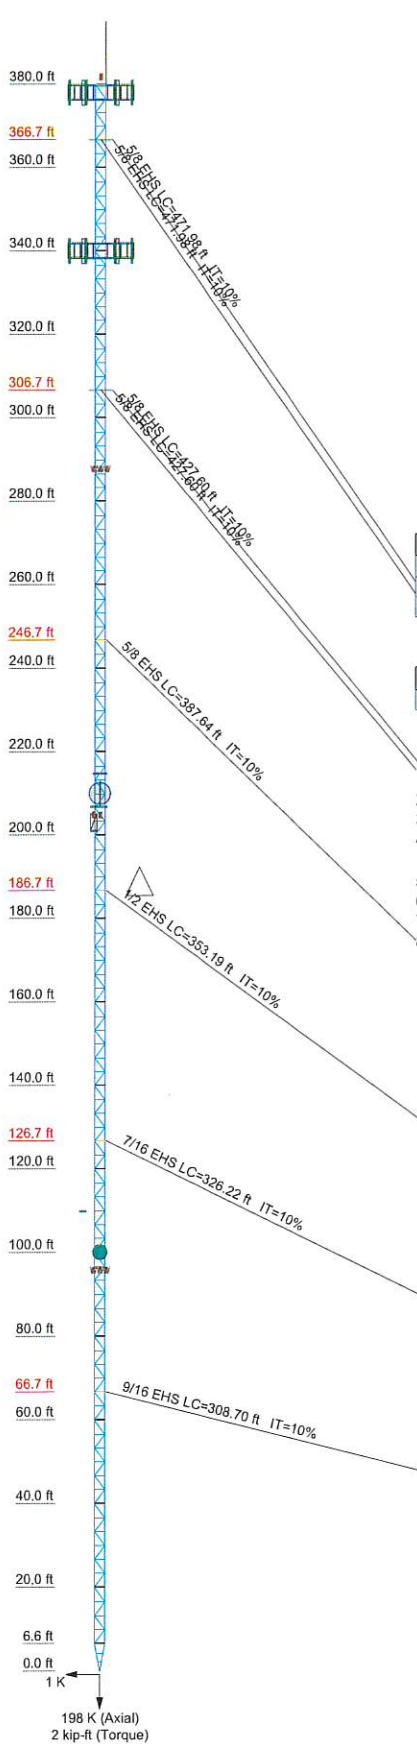 380.0 ft
366.7 ft
5/8 EHS LC=471.98 ft IT=10%
5/8 EHS LC=471.98 ft IT=10%
360.0 ft
340.0 ft
320.0 ft
306.7 ft
5/8 EHS LC=427.60 ft IT=10%
5/8 EHS LC=427.60 ft IT=10%
300.0 ft
280.0 ft
260.0 ft
246.7 ft
5/8 EHS LC=387.64 ft IT=10%
240.0 ft
220.0 ft
200.0 ft
186.7 ft
1/2 EHS LC=353.19 ft IT=10%
180.0 ft
160.0 ft
140.0 ft
126.7 ft
7/16 EHS LC=326.22 ft IT=10%
120.0 ft
100.0 ft
80.0 ft
66.7 ft
9/16 EHS LC=308.70 ft IT=10%
60.0 ft
40.0 ft
20.0 ft
6.6 ft
0.0 ft
1 K
198 K (Axial)
2 kip-ft (Torque)